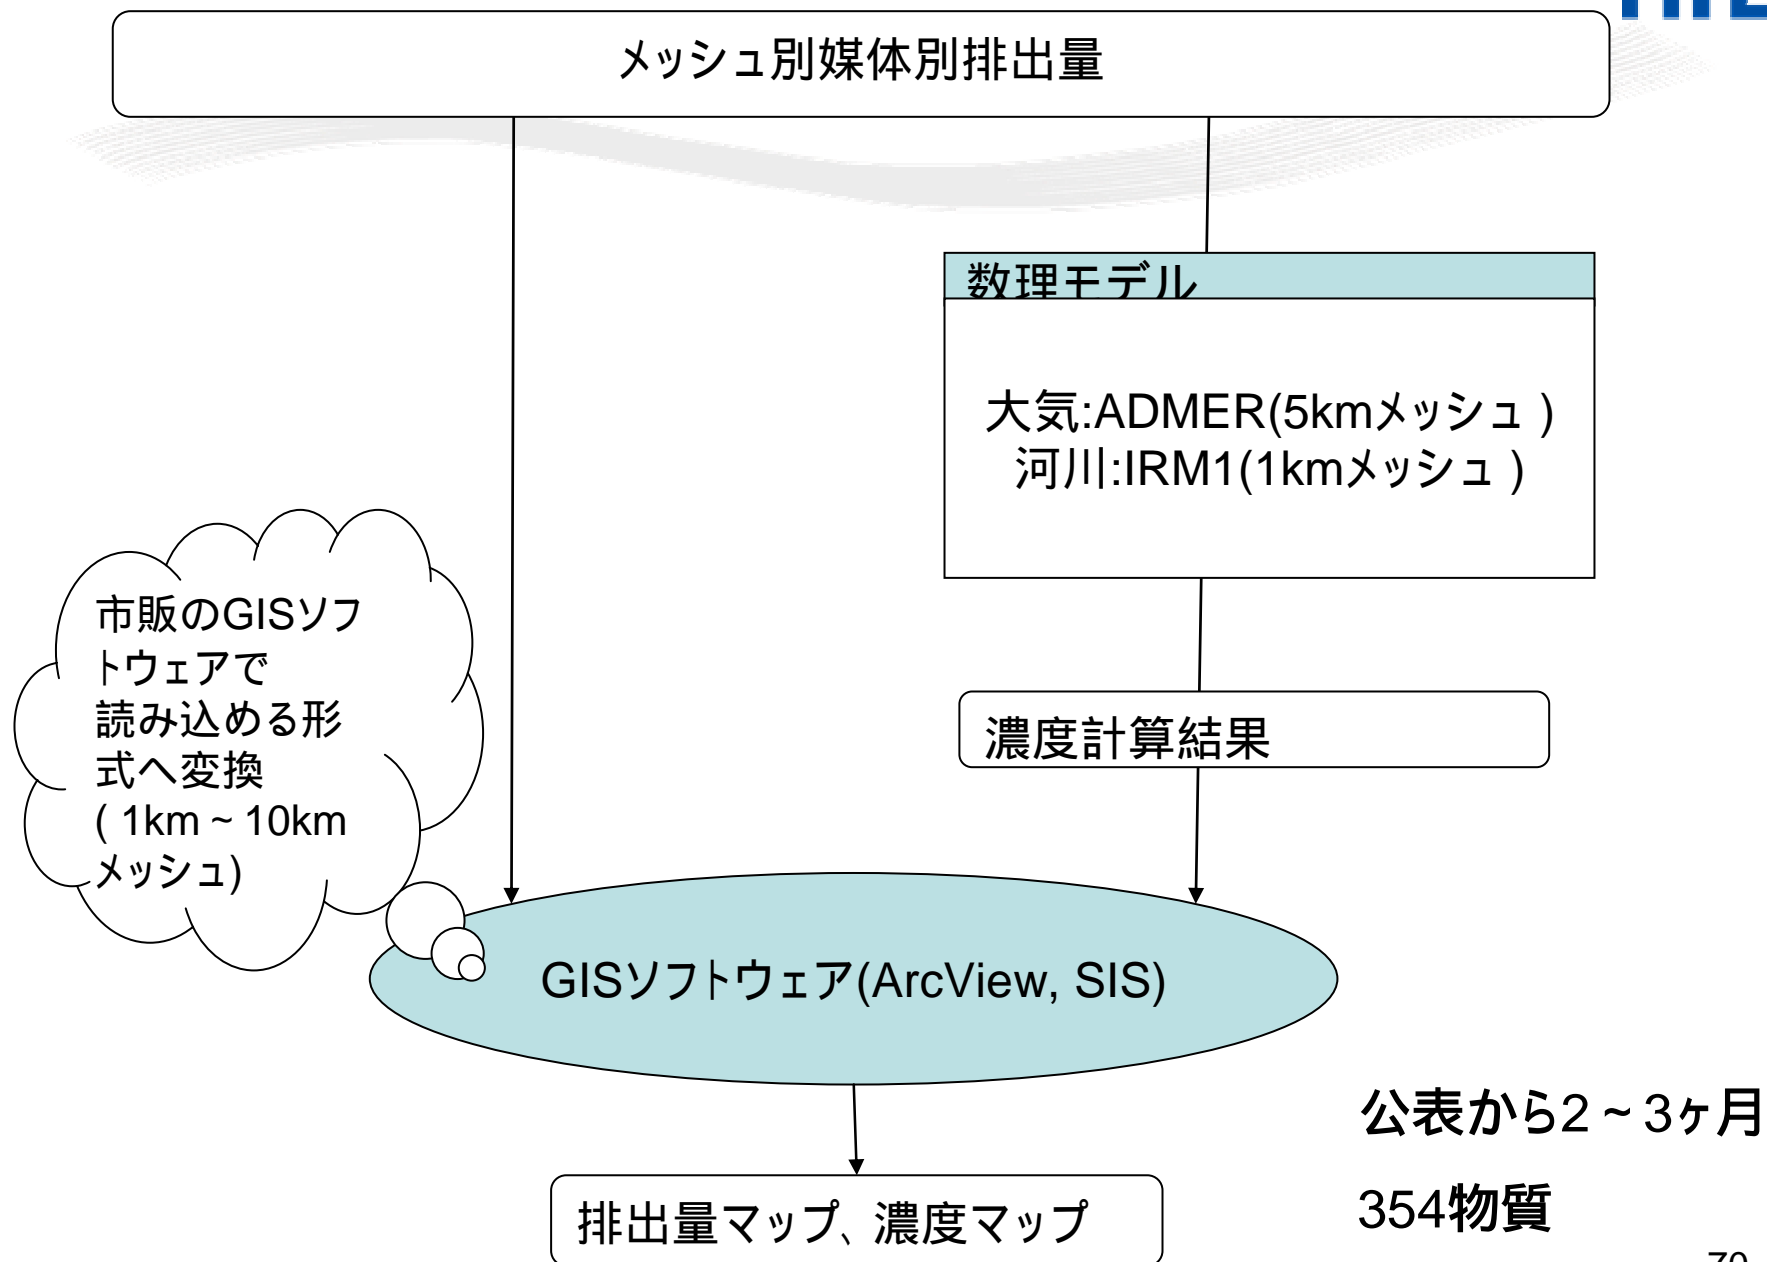 メッシュ別媒体別排出量
数理モデル
大気:ADMER(5kmメッシュ)
河川:IRM1(1kmメッシュ)
市販のGISソフ
トウェアで
読み込める形
式へ変換
(1km~10km
メッシュ)
濃度計算結果
GISソフトウェア(ArcView, SIS)
公表から2~3ヶ月
排出量マップ、濃度マップ
354物質